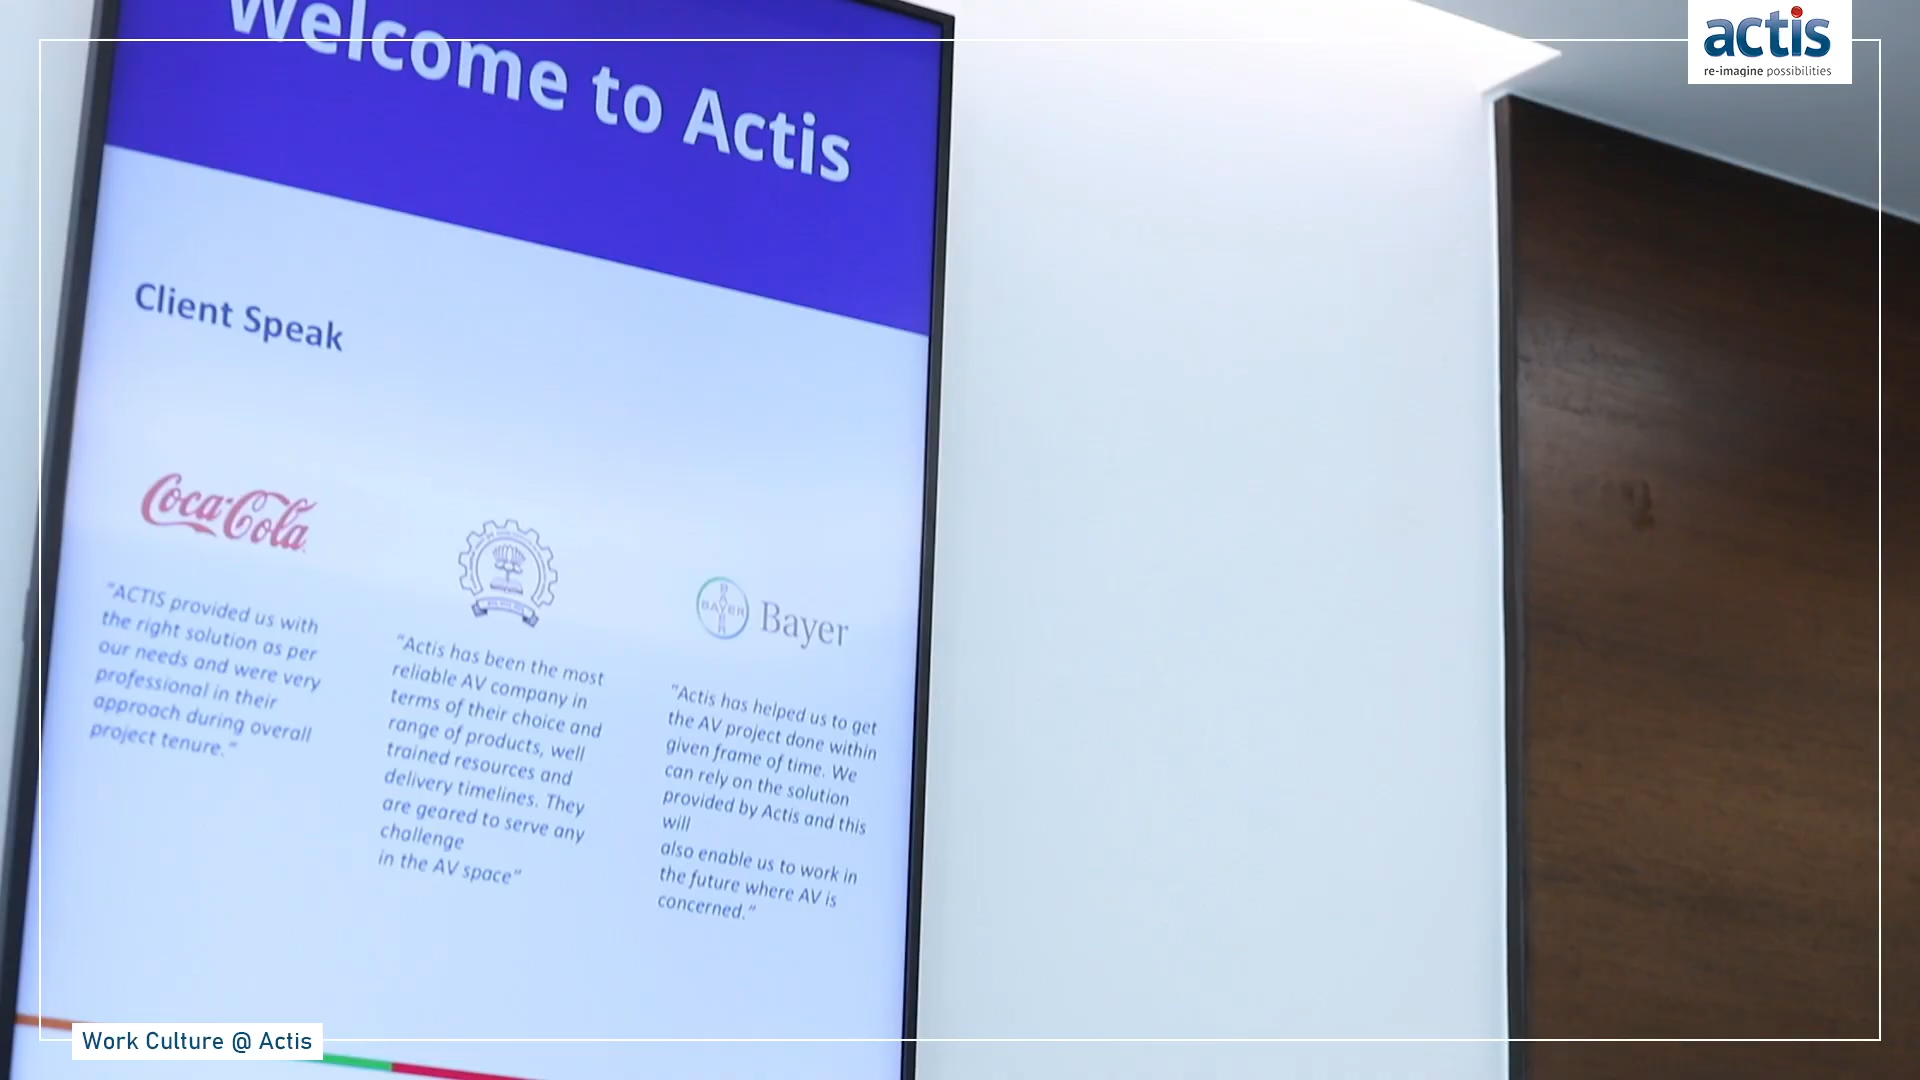 Welcome to Actis
actis
re-imagine possibilities
Client Speak
Coca-Cola
"ACTIS provided us with
the right solution as per
our needs and were very
professional in their
approach during overall
project tenure."
"Actis has been the most
reliable AV company in
terms of their choice and
range of products, well
trained resources and
delivery timelines. They
are geared to serve any
challenge
in the AV space"
BAYER
BAYER
Bayer
"Actis has helped us to get
the AV project done within
given frame of time. We
can rely on the solution
provided by Actis and this
will
also enable us to work in
the future where AV is
concerned."
Work Culture @ Actis